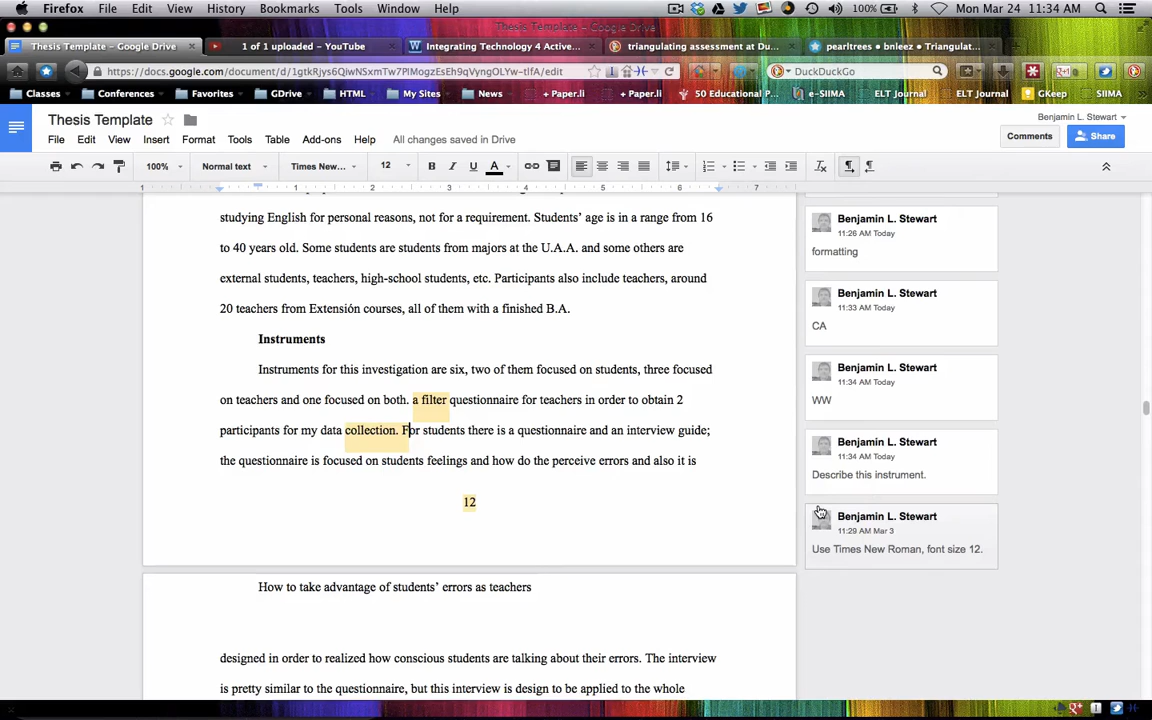 Firefox File Edit View History Bookmarks Tools Window Help 100% Mon Mar 24 11:34 AM
Thesis Template – Google Drive
Thesis Template – Google Drive 1 of 1 uploaded – YouTube Integrating Technology 4 Active... triangulating assessment at Du... pearltrees • bnleez • Triangulat...
https://docs.google.com/document/d/1gtkRjys6QiwNSxmTw7PIMogzEsEh9qVyngOLYw-tlfA/edit DuckDuckGo
Classes Conferences Favorites GDrive HTML My Sites News + Paper.li + Paper.li 50 Educational P... e-SIIMA ELT Journal ELT Journal GKeep SIIMA
Thesis Template
Benjamin L. Stewart
File Edit View Insert Format Tools Table Add-ons Help All changes saved in Drive
Comments Share
100% Normal text Times New... 12 B I U A
1 1 2 3 4 5 6 7
studying English for personal reasons, not for a requirement. Students’ age is in a range from 16
to 40 years old. Some students are students from majors at the U.A.A. and some others are
external students, teachers, high-school students, etc. Participants also include teachers, around
20 teachers from Extensión courses, all of them with a finished B.A.
Instruments
Instruments for this investigation are six, two of them focused on students, three focused
on teachers and one focused on both. a filter questionnaire for teachers in order to obtain 2
participants for my data collection. For students there is a questionnaire and an interview guide;
the questionnaire is focused on students feelings and how do the perceive errors and also it is
12
How to take advantage of students’ errors as teachers
designed in order to realized how conscious students are talking about their errors. The interview
is pretty similar to the questionnaire, but this interview is design to be applied to the whole
Benjamin L. Stewart
11:26 AM Today
formatting
Benjamin L. Stewart
11:33 AM Today
CA
Benjamin L. Stewart
11:34 AM Today
WW
Benjamin L. Stewart
11:34 AM Today
Describe this instrument.
Benjamin L. Stewart
11:29 AM Mar 3
Use Times New Roman, font size 12.